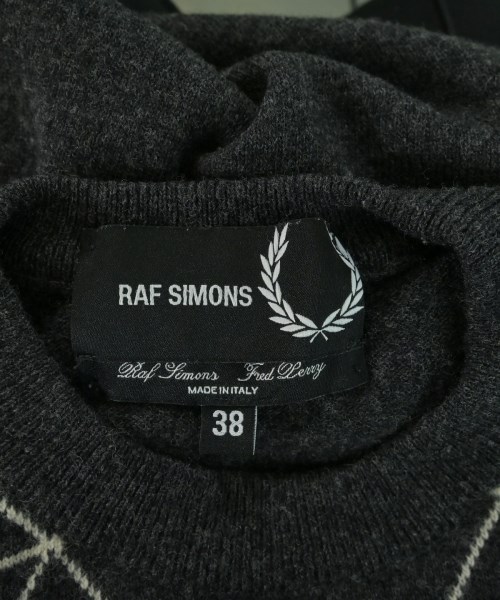 RAF SIMONS
Raf Simons Fred Perry
MADE IN ITALY
38